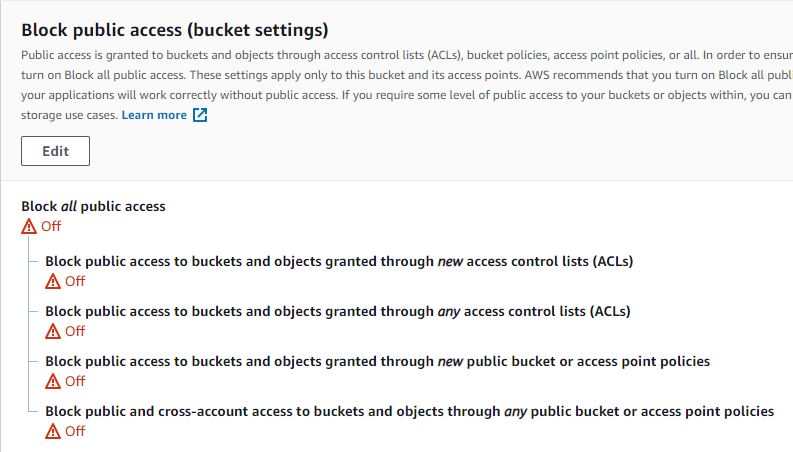 Block public access (bucket settings)
Public access is granted to buckets and objects through access control lists (ACLs), bucket policies, access point policies, or all. In order to ensur
turn on Block all public access. These settings apply only to this bucket and its access points. AWS recommends that you turn on Block all publ
your applications will work correctly without public access. If you require some level of public access to your buckets or objects within, you can
storage use cases. Learn more
Edit
Block all public access
Off
Block public access to buckets and objects granted through new access control lists (ACLs)
Off
Block public access to buckets and objects granted through any access control lists (ACLs)
Off
Block public access to buckets and objects granted through new public bucket or access point policies
Off
Block public and cross-account access to buckets and objects through any public bucket or access point policies
Off